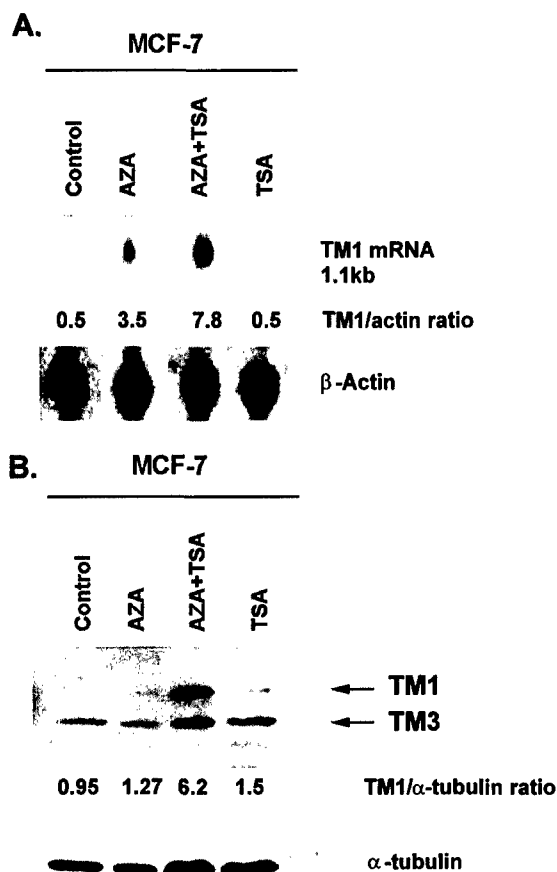 A.
MCF-7
Control AZA AZA+TSA TSA
TM1 mRNA
1.1kb
0.5 3.5 7.8 0.5 TM1/actin ratio
β-Actin
B.
MCF-7
Control AZA AZA+TSA TSA
TM1
TM3
0.95 1.27 6.2 1.5 TM1/α-tubulin ratio
α-tubulin